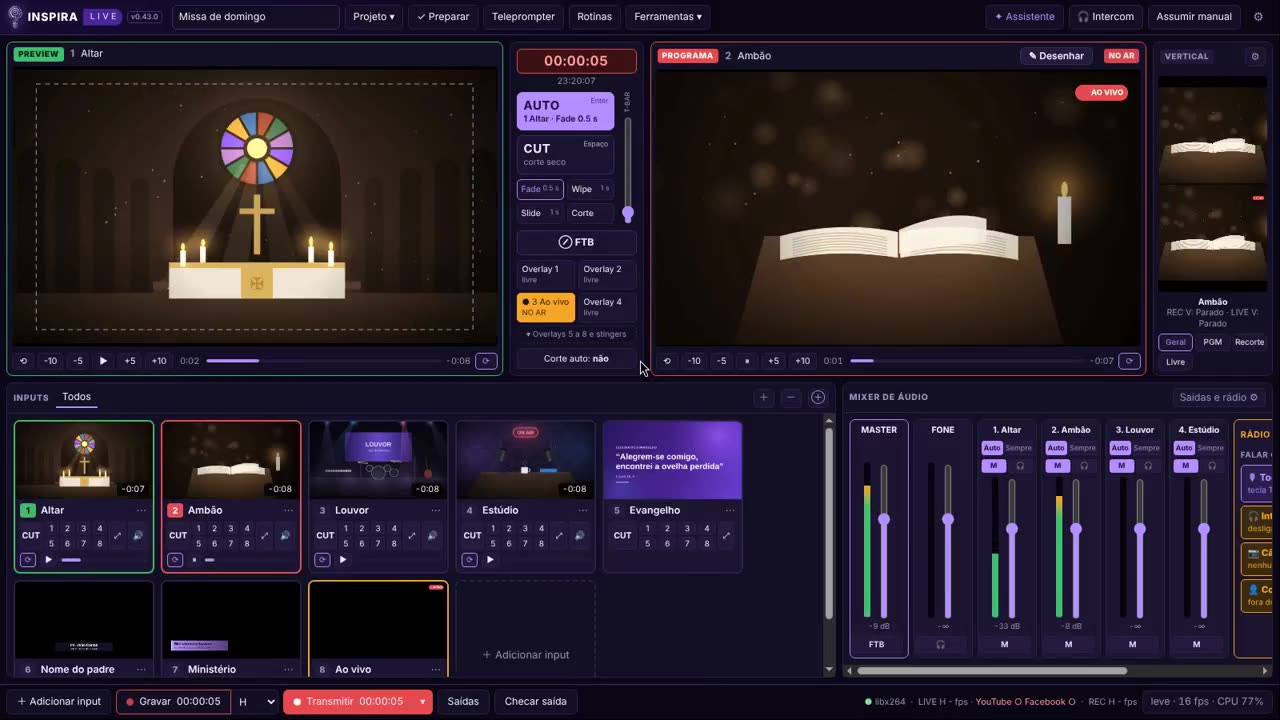 INSPIRA LIVE v0.43.0 Missa de domingo Projeto ▾ ✓ Preparar Teleprompter Rotinas Ferramentas ▾ ✦ Assistente Intercom Assumir manual
PREVIEW 1 Altar
-10 -5 +5 +10 0:02 -0:06
00:00:05
23:20:07
AUTO Enter
1 Altar · Fade 0.5 s
CUT Espaço
corte seco
T-BAR
Fade 0.5 s Wipe 1 s
Slide 1 s Corte
FTB
Overlay 1 Overlay 2
livre livre
3 Ao vivo Overlay 4
NO AR livre
▾ Overlays 5 a 8 e stingers
Corte auto: não
PROGRAMA 2 Ambão ✎ Desenhar NO AR
AO VIVO
-10 -5 +5 +10 0:01 -0:07
VERTICAL
Ambão
REC V: Parado · LIVE V:
Parado
Geral PGM Recorte
Livre
INPUTS Todos + −
-0:07
1 Altar ···
CUT 1 2 3 4
5 6 7 8
-0:08
2 Ambão ···
CUT 1 2 3 4
5 6 7 8
LOUVOR
-0:08
3 Louvor ···
CUT 1 2 3 4
5 6 7 8
ON AIR
-0:08
4 Estúdio ···
CUT 1 2 3 4
5 6 7 8
"Alegrem-se comigo,
encontrei a ovelha perdida"
5 Evangelho ···
CUT 1 2 3 4
5 6 7 8
6 Nome do padre ···
7 Ministério ···
8 Ao vivo ···
+ Adicionar input
MIXER DE ÁUDIO Saídas e rádio
MASTER FONE 1. Altar 2. Ambão 3. Louvor 4. Estúdio RÁDIO
Auto Sempre Auto Sempre Auto Sempre Auto Sempre FALAR
M M M M
-9 dB -∞ -33 dB -8 dB -∞ -∞
FTB M M M M
+ Adicionar input Gravar 00:00:05 H Transmitir 00:00:05 ▾ Saídas Checar saída
libx264 · LIVE H - fps · YouTube O Facebook O · REC H - fps leve · 16 fps · CPU 77%